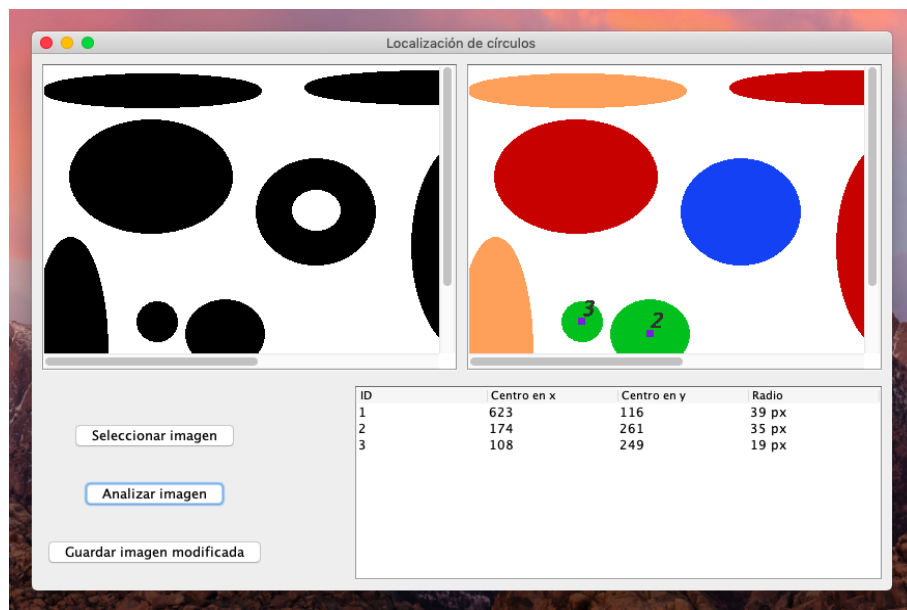 Localización de círculos
3
2
Seleccionar imagen
Analizar imagen
Guardar imagen modificada
ID Centro en x Centro en y Radio
1 623 116 39 px
2 174 261 35 px
3 108 249 19 px